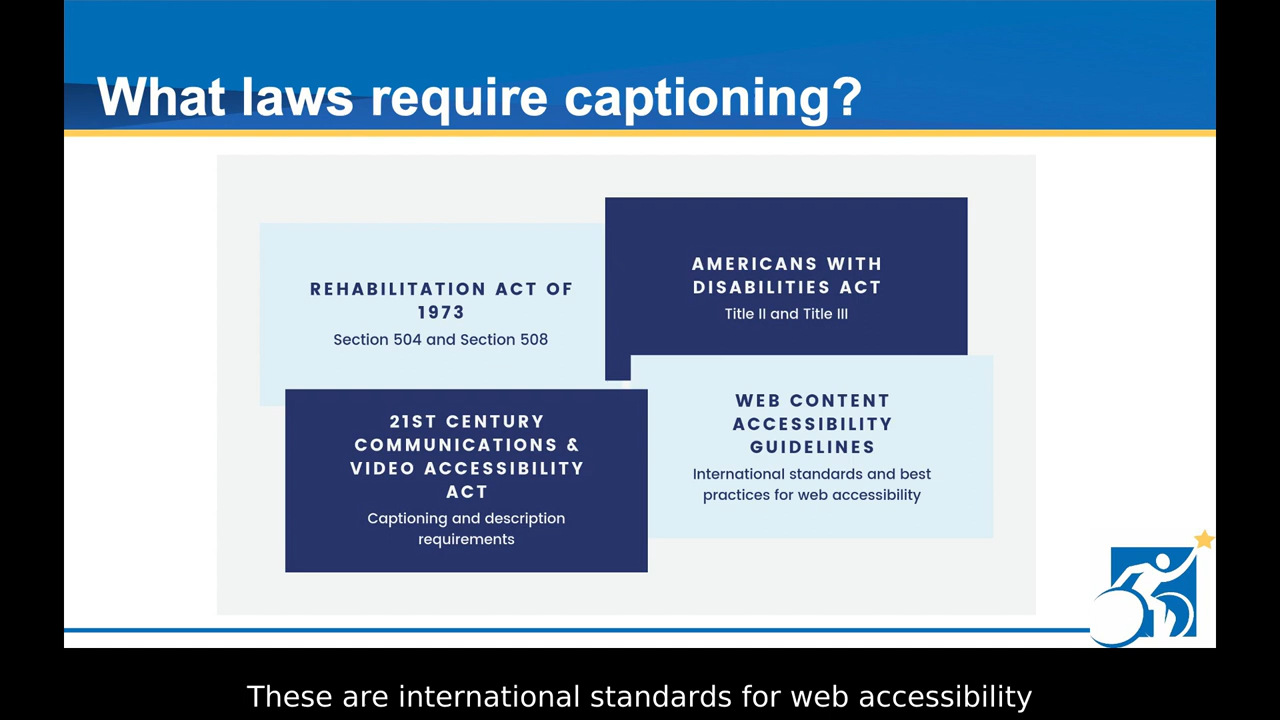 What laws require captioning?
REHABILITATION ACT OF
1973
Section 504 and Section 508
AMERICANS WITH
DISABILITIES ACT
Title II and Title III
21ST CENTURY
COMMUNICATIONS &
VIDEO ACCESSIBILITY
ACT
Captioning and description
requirements
WEB CONTENT
ACCESSIBILITY
GUIDELINES
International standards and best
practices for web accessibility
These are international standards for web accessibility